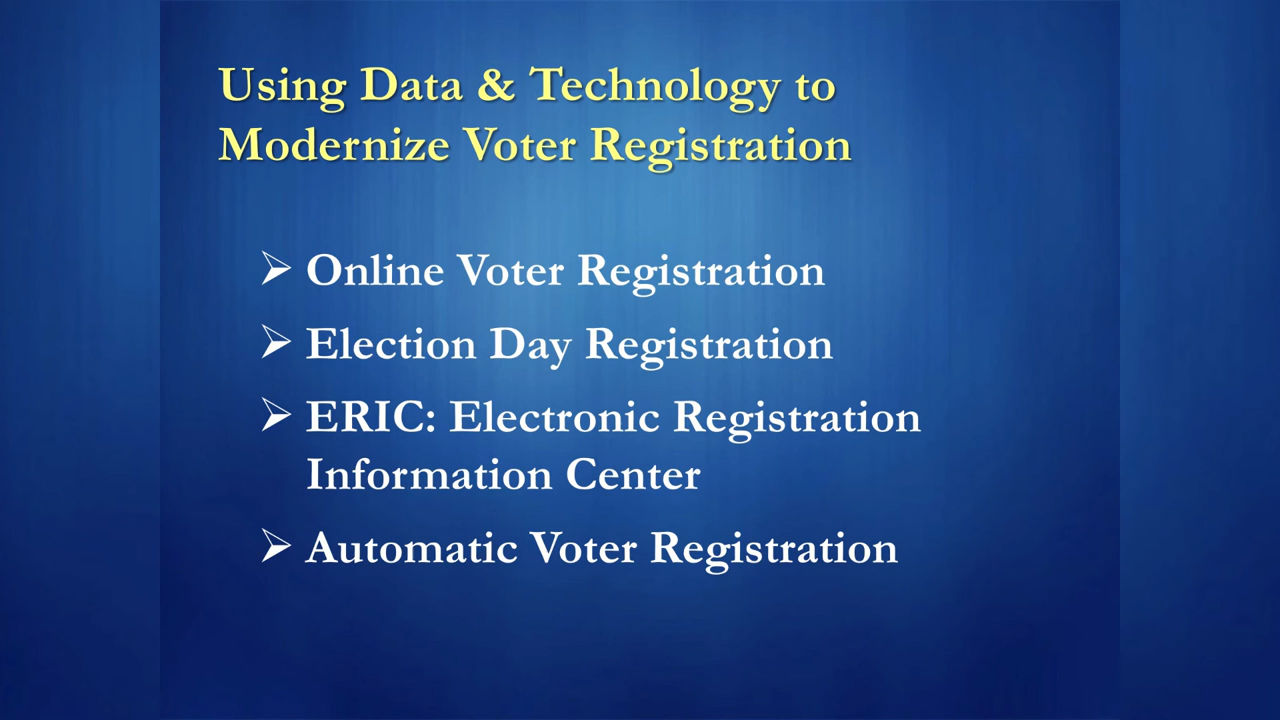 Using Data & Technology to
Modernize Voter Registration
➢ Online Voter Registration
➢ Election Day Registration
➢ ERIC: Electronic Registration
Information Center
➢ Automatic Voter Registration